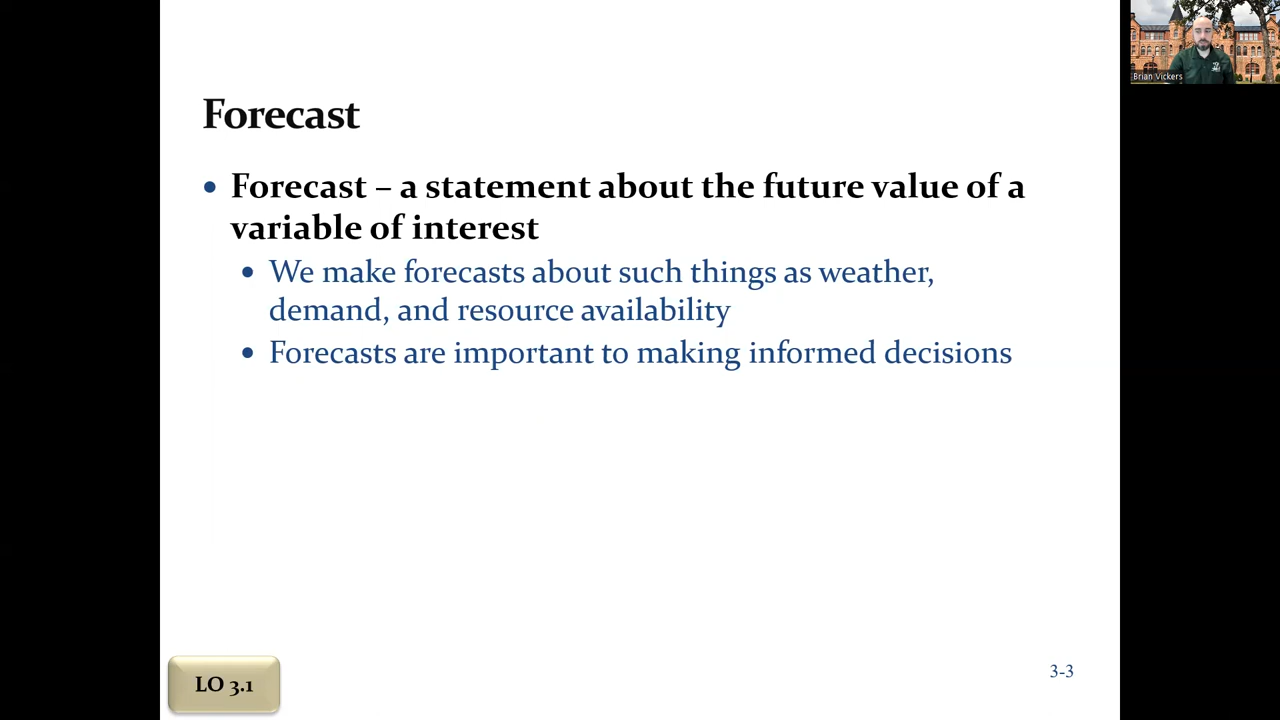 Brian Vickers
Forecast
• Forecast – a statement about the future value of a
variable of interest
• We make forecasts about such things as weather,
demand, and resource availability
• Forecasts are important to making informed decisions
LO 3.1
3-3